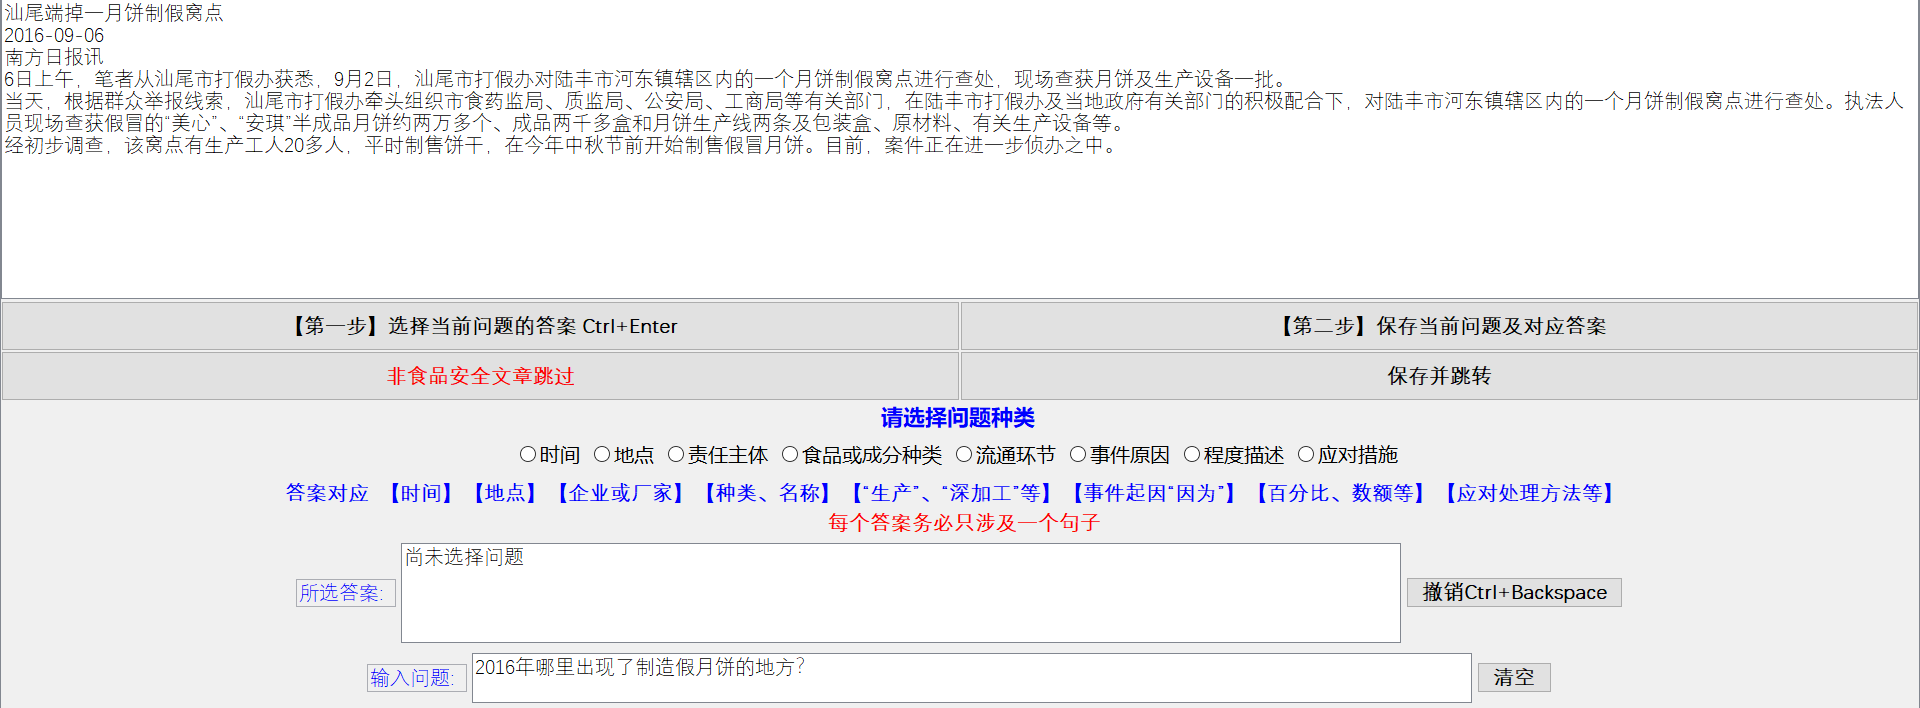 汕尾端掉一月饼制假窝点
2016-09-06
南方日报讯
6日上午，笔者从汕尾市打假办获悉，9月2日，汕尾市打假办对陆丰市河东镇辖区内的一个月饼制假窝点进行查处，现场查获月饼及生产设备一批。
当天，根据群众举报线索，汕尾市打假办牵头组织市食药监局、质监局、公安局、工商局等有关部门，在陆丰市打假办及当地政府有关部门的积极配合下，对陆丰市河东镇辖区内的一个月饼制假窝点进行查处。执法人
员现场查获假冒的“美心”、“安琪”半成品月饼约两万多个、成品两千多盒和月饼生产线两条及包装盒、原材料、有关生产设备等。
经初步调查，该窝点有生产工人20多人，平时制售饼干，在今年中秋节前开始制售假冒月饼。目前，案件正在进一步侦办之中。
【第一步】选择当前问题的答案 Ctrl+Enter
【第二步】保存当前问题及对应答案
非食品安全文章跳过
保存并跳转
请选择问题种类
时间 地点 责任主体 食品或成分种类 流通环节 事件原因 程度描述 应对措施
答案对应 【时间】【地点】【企业或厂家】【种类、名称】【“生产”、“深加工”等】【事件起因“因为”】【百分比、数额等】【应对处理方法等】
每个答案务必只涉及一个句子
所选答案:
尚未选择问题
撤销Ctrl+Backspace
输入问题:
2016年哪里出现了制造假月饼的地方？
清空